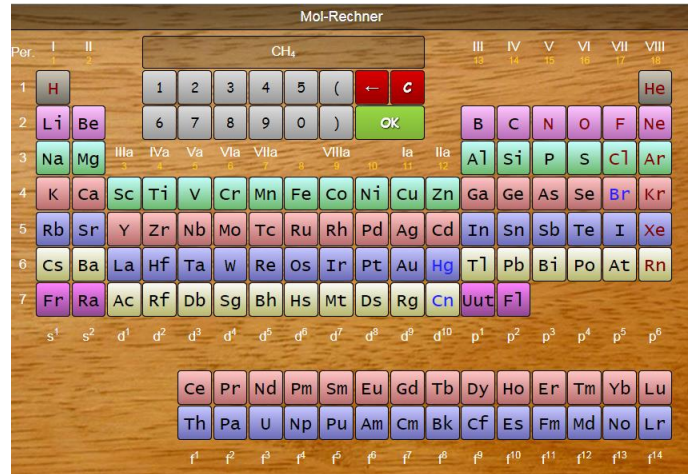 Mol-Rechner
CH₄
Per. I II III IV V VI VII VIII
1 2 13 14 15 16 17 18
1 H 1 2 3 4 5 ( ← C He
2 Li Be 6 7 8 9 0 ) OK B C N O F Ne
IIIa IVa Va VIa VIIa VIIIa Ia IIa
3 4 5 6 7 8 9 10 11 12
3 Na Mg Al Si P S Cl Ar
4 K Ca Sc Ti V Cr Mn Fe Co Ni Cu Zn Ga Ge As Se Br Kr
5 Rb Sr Y Zr Nb Mo Tc Ru Rh Pd Ag Cd In Sn Sb Te I Xe
6 Cs Ba La Hf Ta W Re Os Ir Pt Au Hg Tl Pb Bi Po At Rn
7 Fr Ra Ac Rf Db Sg Bh Hs Mt Ds Rg Cn Uut Fl
s¹ s² d¹ d² d³ d⁴ d⁵ d⁶ d⁷ d⁸ d⁹ d¹⁰ p¹ p² p³ p⁴ p⁵ p⁶
Ce Pr Nd Pm Sm Eu Gd Tb Dy Ho Er Tm Yb Lu
Th Pa U Np Pu Am Cm Bk Cf Es Fm Md No Lr
f¹ f² f³ f⁴ f⁵ f⁶ f⁷ f⁸ f⁹ f¹⁰ f¹¹ f¹² f¹³ f¹⁴